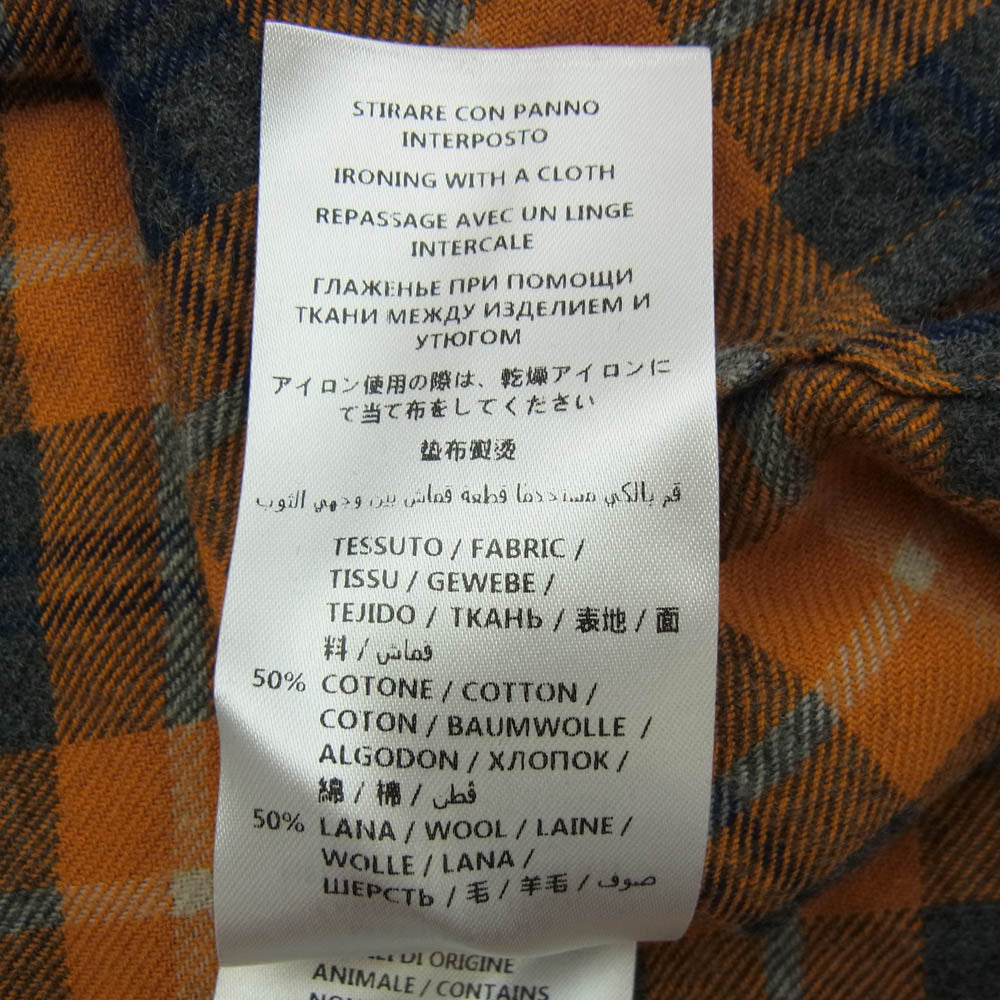 STIRARE CON PANNO
INTERPOSTO
IRONING WITH A CLOTH
REPASSAGE AVEC UN LINGE
INTERCALE
ГЛАЖЕНЬЕ ПРИ ПОМОЩИ
ТКАНИ МЕЖДУ ИЗДЕЛИЕМ И
УТЮГОМ
アイロン使用の際は、乾燥アイロンに
て当て布をしてください
垫布熨烫
قم بالكي مستخدما قطعة قماش بين وجهي الثوب
TESSUTO / FABRIC /
TISSU / GEWEBE /
TEJIDO / ТКАНЬ / 表地 / 面
料 / قماش
50% COTONE / COTTON /
COTON / BAUMWOLLE /
ALGODON / ХЛОПОК /
綿 / 棉 / قطن
50% LANA / WOOL / LAINE /
WOLLE / LANA /
ШЕРСТЬ / 毛 / 羊毛 / صوف
DI ORIGINE
ANIMALE / CONTAINS